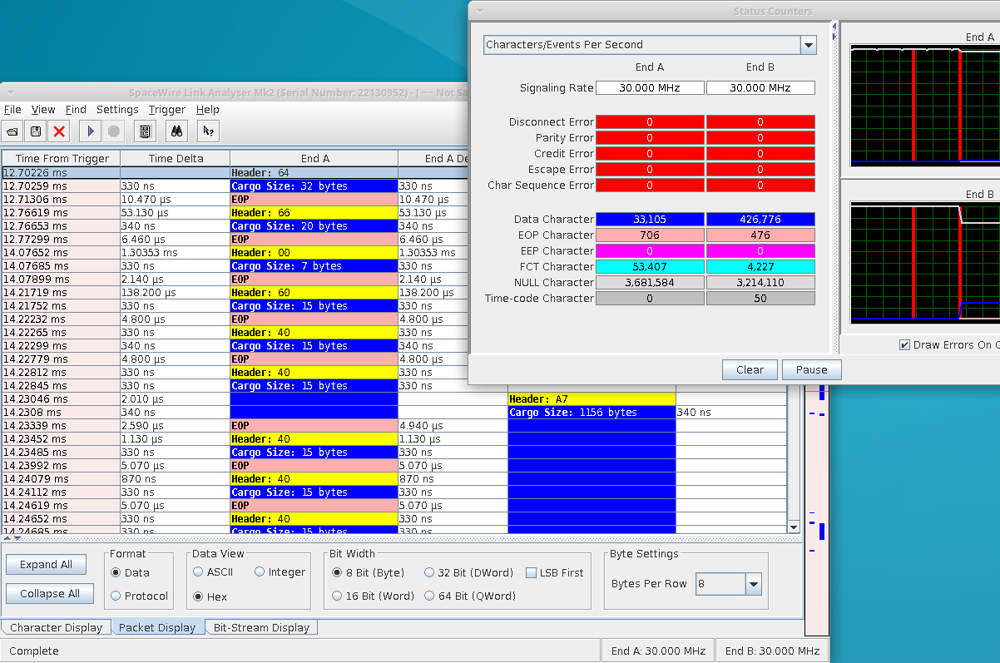 Status Counters
Characters/Events Per Second
End A
End B
Signaling Rate 30.000 MHz 30.000 MHz
Disconnect Error 0 0
Parity Error 0 0
Credit Error 0 0
Escape Error 0 0
Char Sequence Error 0 0
Data Character 33,105 426,776
EOP Character 706 476
EEP Character 0 0
FCT Character 53,407 4,227
NULL Character 3,681,584 3,214,110
Time-code Character 0 50
End A
End B
Draw Errors On
Clear Pause
SpaceWire Link Analyser Mk2 (Serial Number: 22130952) - [ ~~ Not
File View Find Settings Trigger Help
Time From Trigger Time Delta End A End A
12.70226 ms Header: 64
12.70259 ms 330 ns Cargo Size: 32 bytes 330 ns
12.71306 ms 10.470 µs EOP 10.470 µs
12.76619 ms 53.130 µs Header: 66 53.130 µs
12.76653 ms 340 ns Cargo Size: 20 bytes 340 ns
12.77299 ms 6.460 µs EOP 6.460 µs
14.07652 ms 1.30353 ms Header: 00 1.30353 ms
14.07685 ms 330 ns Cargo Size: 7 bytes 330 ns
14.07899 ms 2.140 µs EOP 2.140 µs
14.21719 ms 138.200 µs Header: 60 138.200 µs
14.21752 ms 330 ns Cargo Size: 15 bytes 330 ns
14.22232 ms 4.800 µs EOP 4.800 µs
14.22265 ms 330 ns Header: 40 330 ns
14.22299 ms 340 ns Cargo Size: 15 bytes 340 ns
14.22779 ms 4.800 µs EOP 4.800 µs
14.22812 ms 330 ns Header: 40 330 ns
14.22845 ms 330 ns Cargo Size: 15 bytes 330 ns
14.23046 ms 2.010 µs Header: A7
14.2308 ms 340 ns Cargo Size: 1156 bytes 340 ns
14.23339 ms 2.590 µs EOP 4.940 µs
14.23452 ms 1.130 µs Header: 40 1.130 µs
14.23485 ms 330 ns Cargo Size: 15 bytes 330 ns
14.23992 ms 5.070 µs EOP 5.070 µs
14.24079 ms 870 ns Header: 40 870 ns
14.24112 ms 330 ns Cargo Size: 15 bytes 330 ns
14.24619 ms 5.070 µs EOP 5.070 µs
14.24652 ms 330 ns Header: 40 330 ns
14.24685 ms 330 ns Cargo Size: 15 bytes 330 ns
Expand All
Collapse All
Format
Data
Protocol
Data View
ASCII Integer
Hex
Bit Width
8 Bit (Byte) 32 Bit (DWord) LSB First
16 Bit (Word) 64 Bit (QWord)
Byte Settings
Bytes Per Row 8
Character Display Packet Display Bit-Stream Display
Complete End A: 30.000 MHz End B: 30.000 MHz